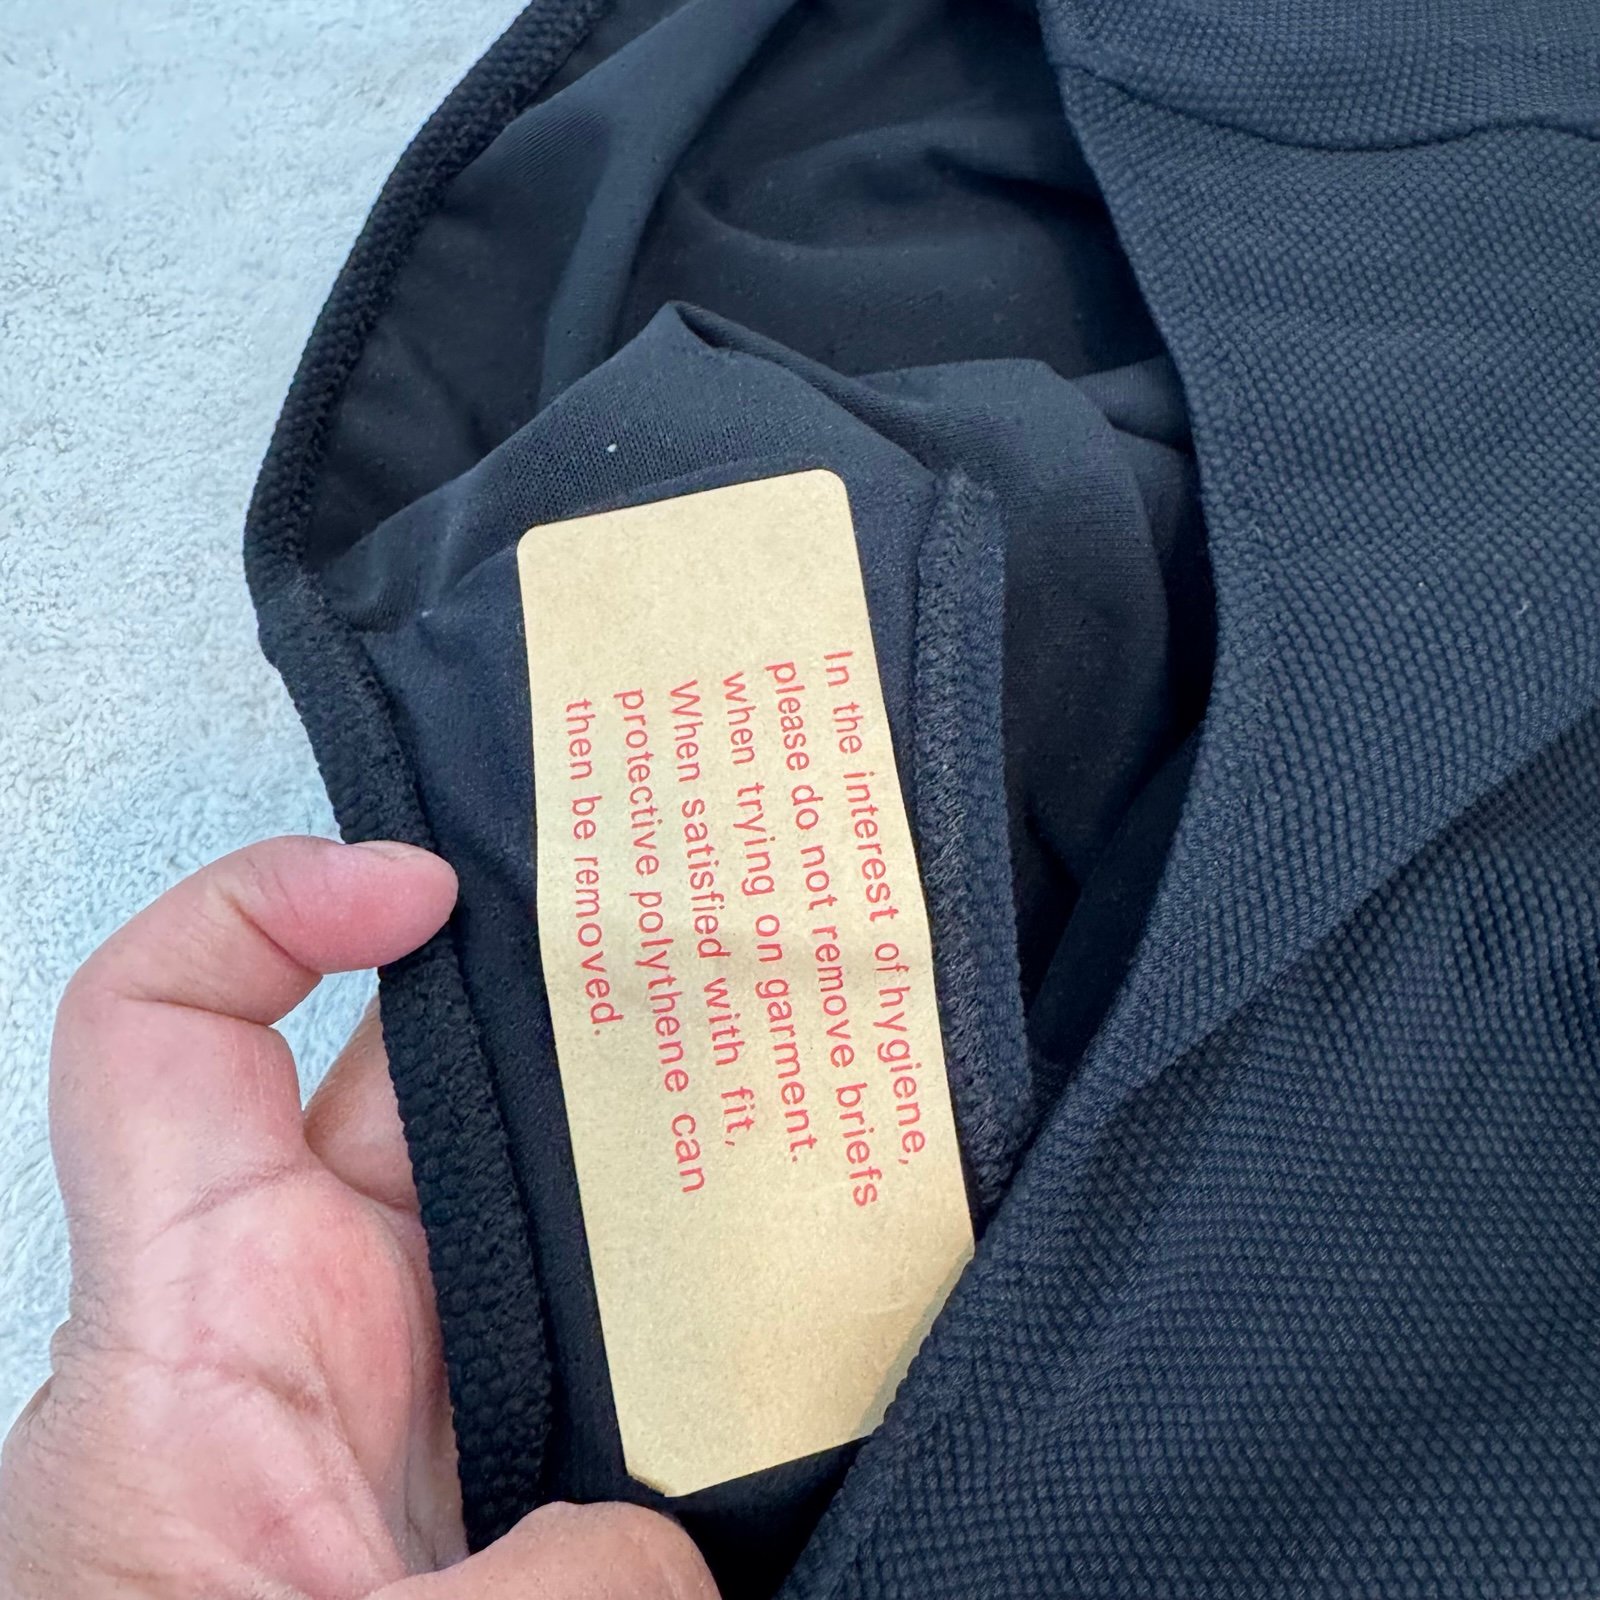 In the interest of hygiene,
please do not remove briefs
when trying on garment.
When satisfied with fit,
protective polythene can
then be removed.